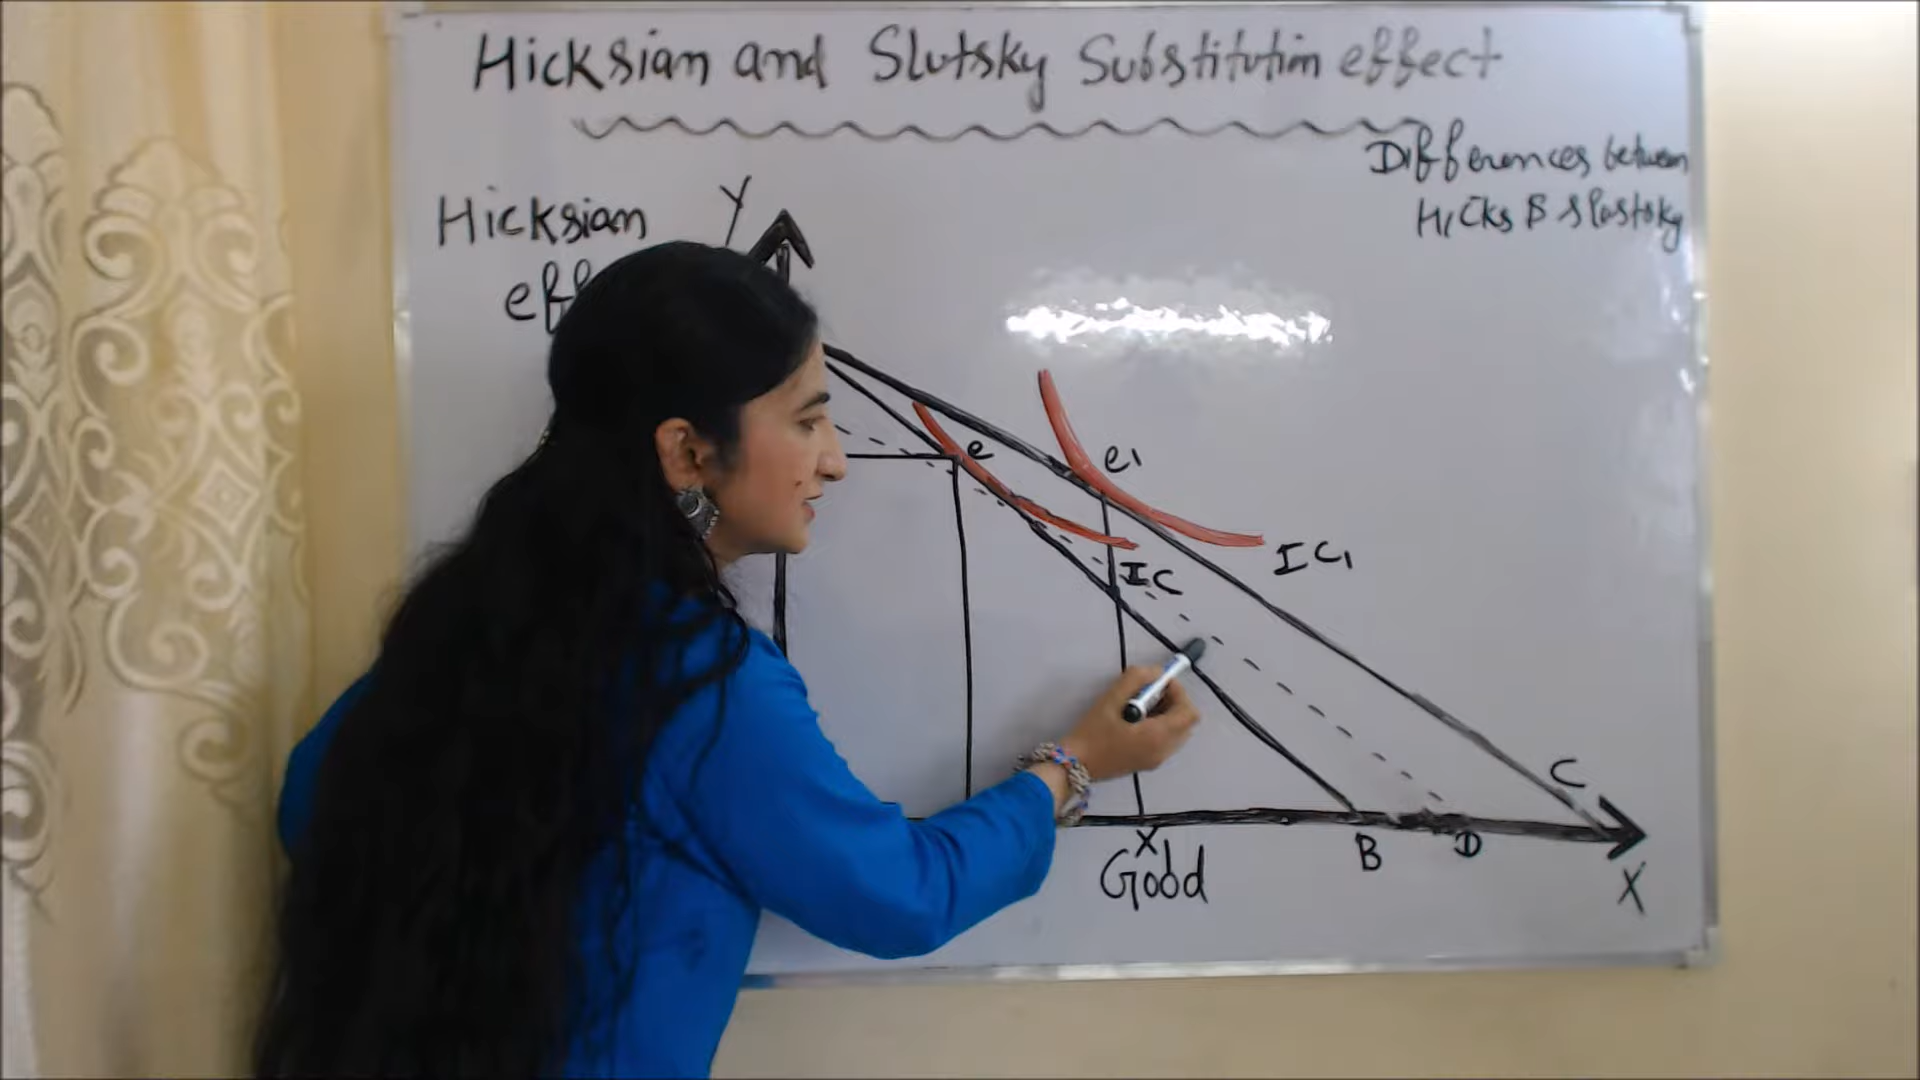 Hicksian and Slutsky Substitution effect
Differences between
Hicks & Slustsky
Hicksian
Y
e
e1
IC
IC1
C
X
B
D
Good
X